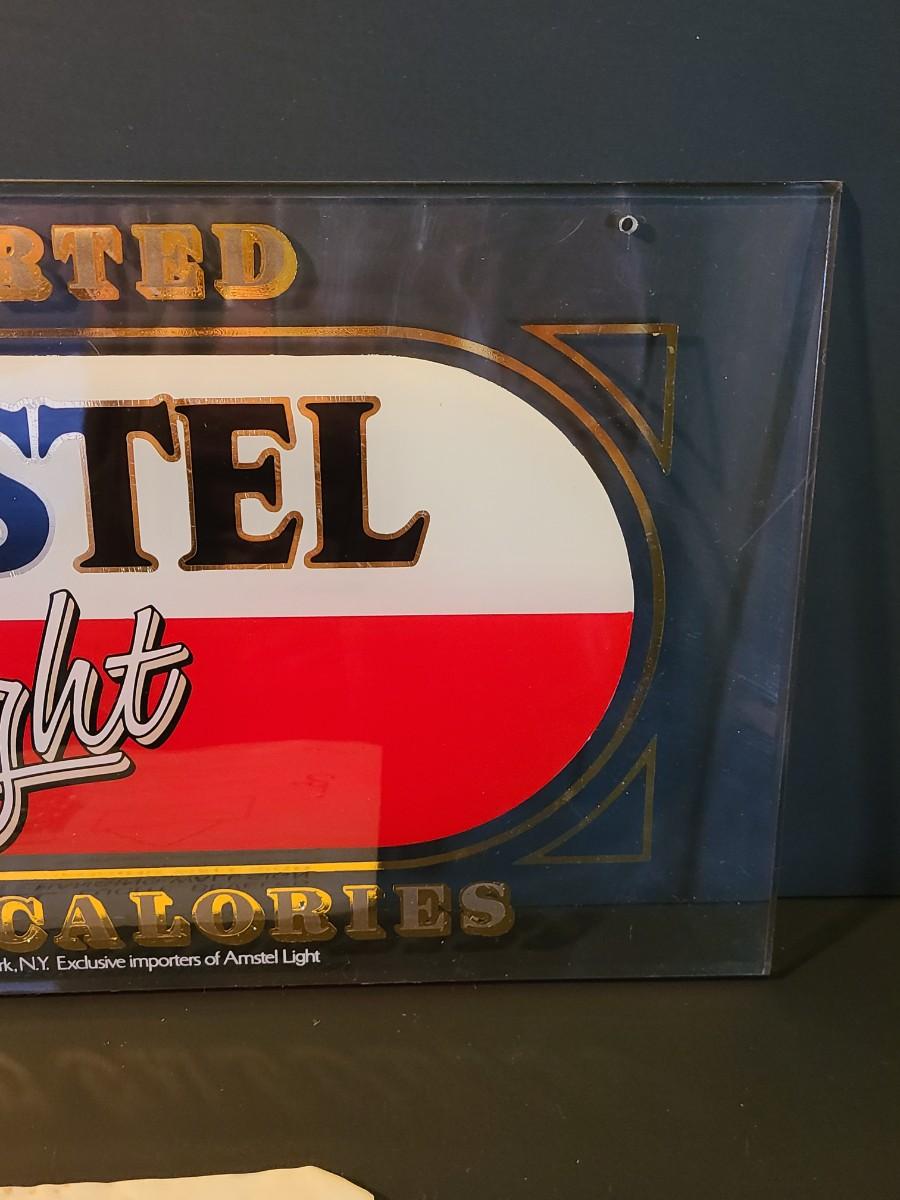 RTED
STEL
ght
CALORIES
rk, N.Y. Exclusive importers of Amstel Light